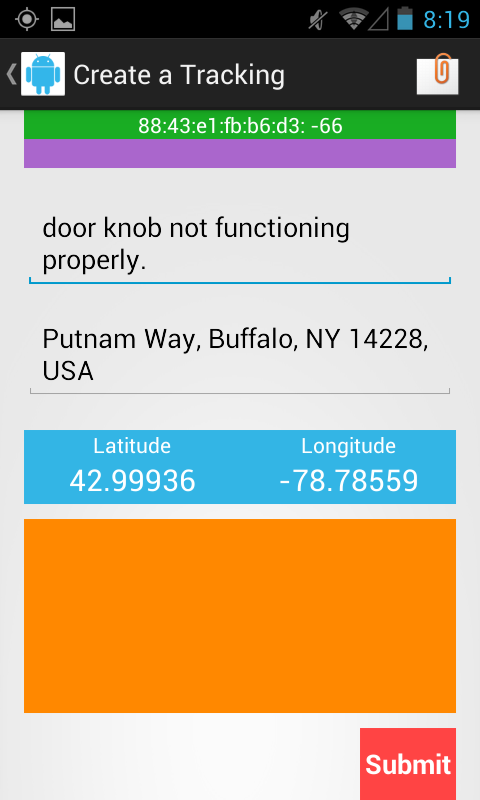 8:19
Create a Tracking
88:43:e1:fb:b6:d3: -66
door knob not functioning
properly.
Putnam Way, Buffalo, NY 14228,
USA
Latitude Longitude
42.99936 -78.78559
Submit